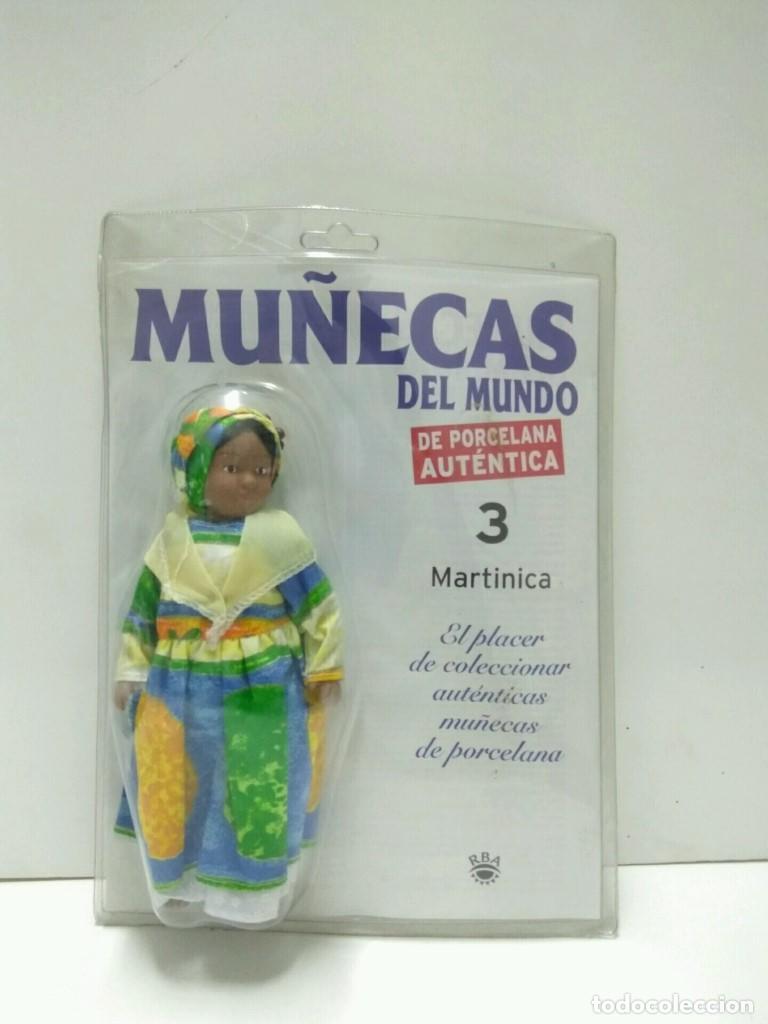 MUÑECAS
DEL MUNDO
DE PORCELANA
AUTÉNTICA
3
Martinica
El placer
de coleccionar
auténticas
muñecas
de porcelana
RBA
todocoleccion